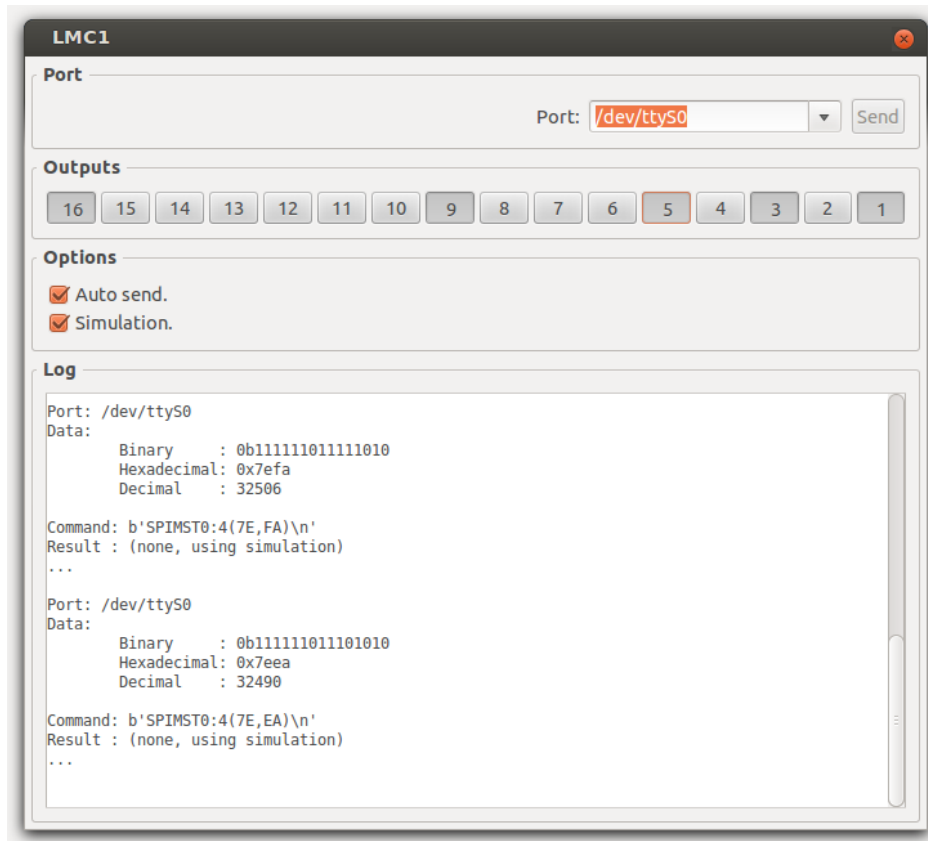 LMC1
Port
Port: /dev/ttyS0 Send
Outputs
16 15 14 13 12 11 10 9 8 7 6 5 4 3 2 1
Options
Auto send.
Simulation.
Log
Port: /dev/ttyS0
Data:
Binary : 0b111111011111010
Hexadecimal: 0x7efa
Decimal : 32506
Command: b'SPIMST0:4(7E,FA)\n'
Result : (none, using simulation)
...
Port: /dev/ttyS0
Data:
Binary : 0b111111011101010
Hexadecimal: 0x7eea
Decimal : 32490
Command: b'SPIMST0:4(7E,EA)\n'
Result : (none, using simulation)
...